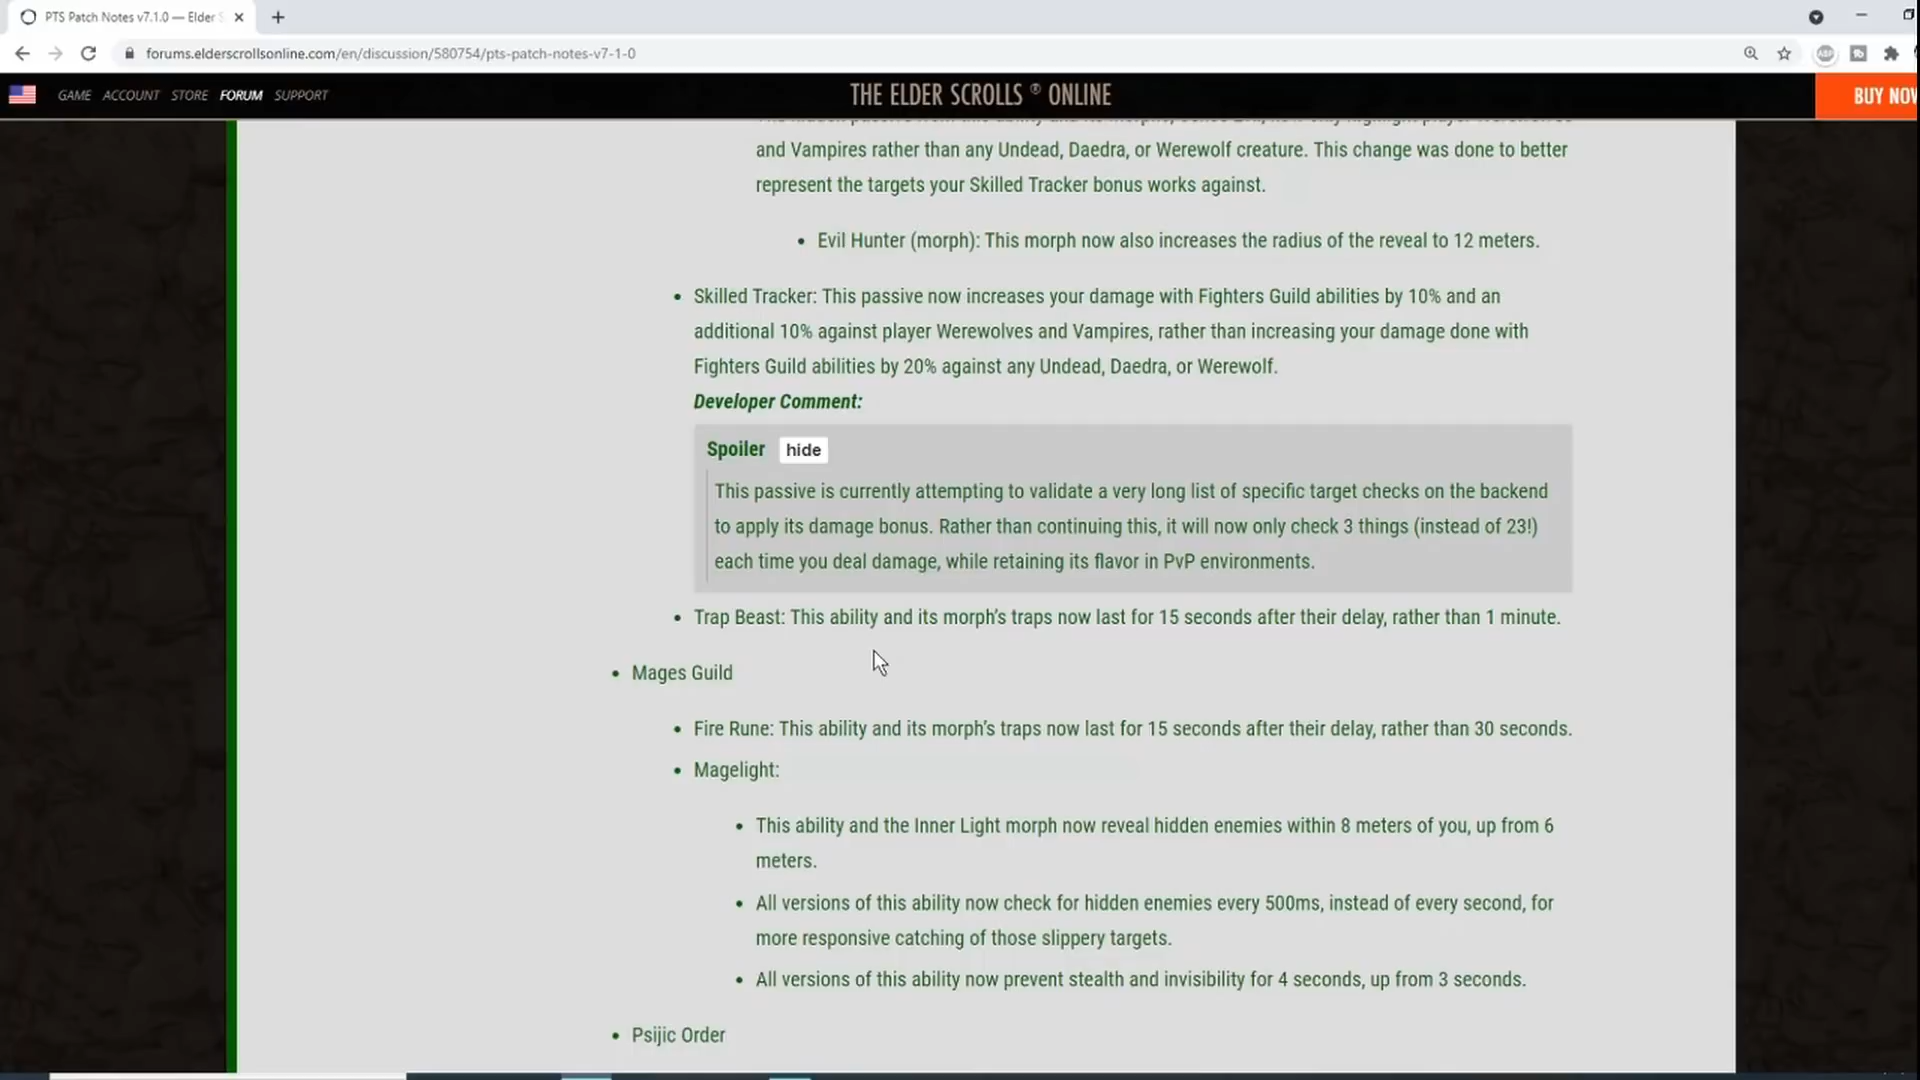 PTS Patch Notes v7.1.0 — Elder S
forums.elderscrollsonline.com/en/discussion/580754/pts-patch-notes-v7-1-0
GAME ACCOUNT STORE FORUM SUPPORT
THE ELDER SCROLLS ® ONLINE
BUY NOW
and Vampires rather than any Undead, Daedra, or Werewolf creature. This change was done to better
represent the targets your Skilled Tracker bonus works against.
• Evil Hunter (morph): This morph now also increases the radius of the reveal to 12 meters.
• Skilled Tracker: This passive now increases your damage with Fighters Guild abilities by 10% and an
additional 10% against player Werewolves and Vampires, rather than increasing your damage done with
Fighters Guild abilities by 20% against any Undead, Daedra, or Werewolf.
Developer Comment:
Spoiler hide
This passive is currently attempting to validate a very long list of specific target checks on the backend
to apply its damage bonus. Rather than continuing this, it will now only check 3 things (instead of 23!)
each time you deal damage, while retaining its flavor in PvP environments.
• Trap Beast: This ability and its morph's traps now last for 15 seconds after their delay, rather than 1 minute.
• Mages Guild
• Fire Rune: This ability and its morph's traps now last for 15 seconds after their delay, rather than 30 seconds.
• Magelight:
• This ability and the Inner Light morph now reveal hidden enemies within 8 meters of you, up from 6
meters.
• All versions of this ability now check for hidden enemies every 500ms, instead of every second, for
more responsive catching of those slippery targets.
• All versions of this ability now prevent stealth and invisibility for 4 seconds, up from 3 seconds.
• Psijic Order